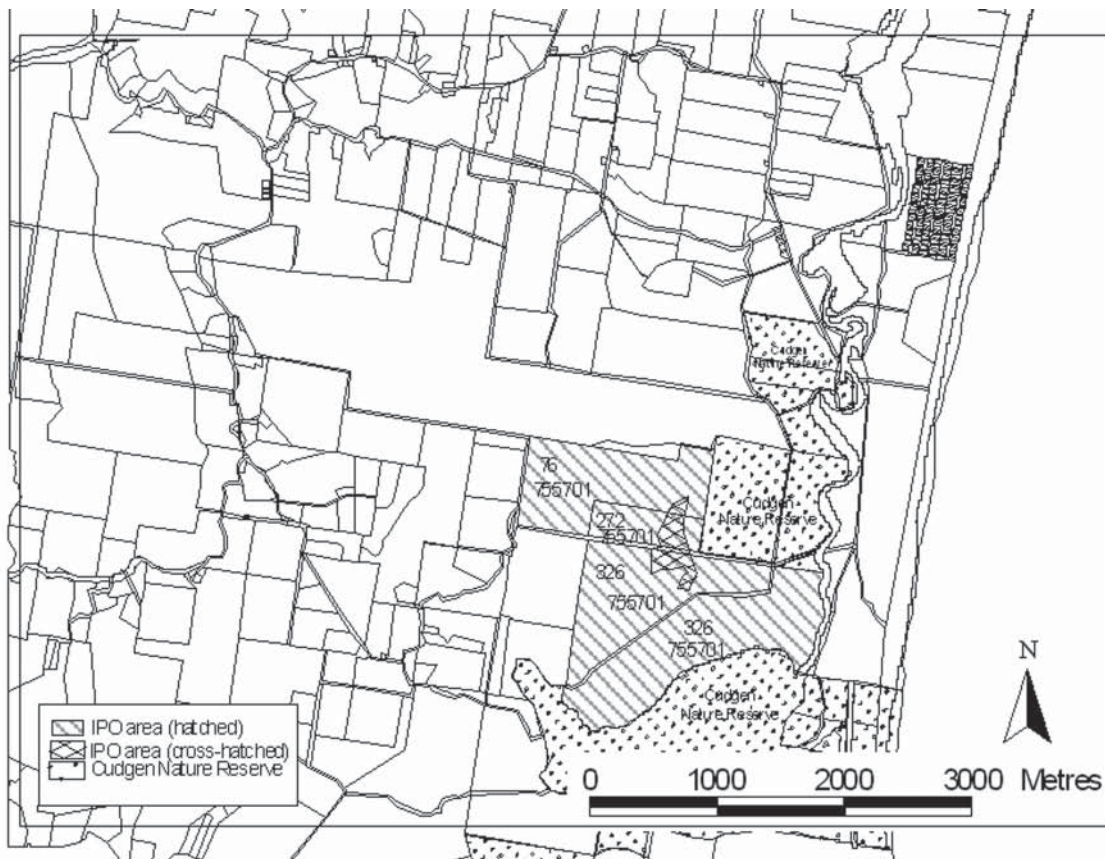 Cudgen
Nature Reserve
76
755701
Cudgen
Nature Reserve
272
755701
326
755701
326
755701
Cudgen
Nature Reserve
N
IPO area (hatched)
IPO area (cross-hatched)
Cudgen Nature Reserve
0 1000 2000 3000 Metres